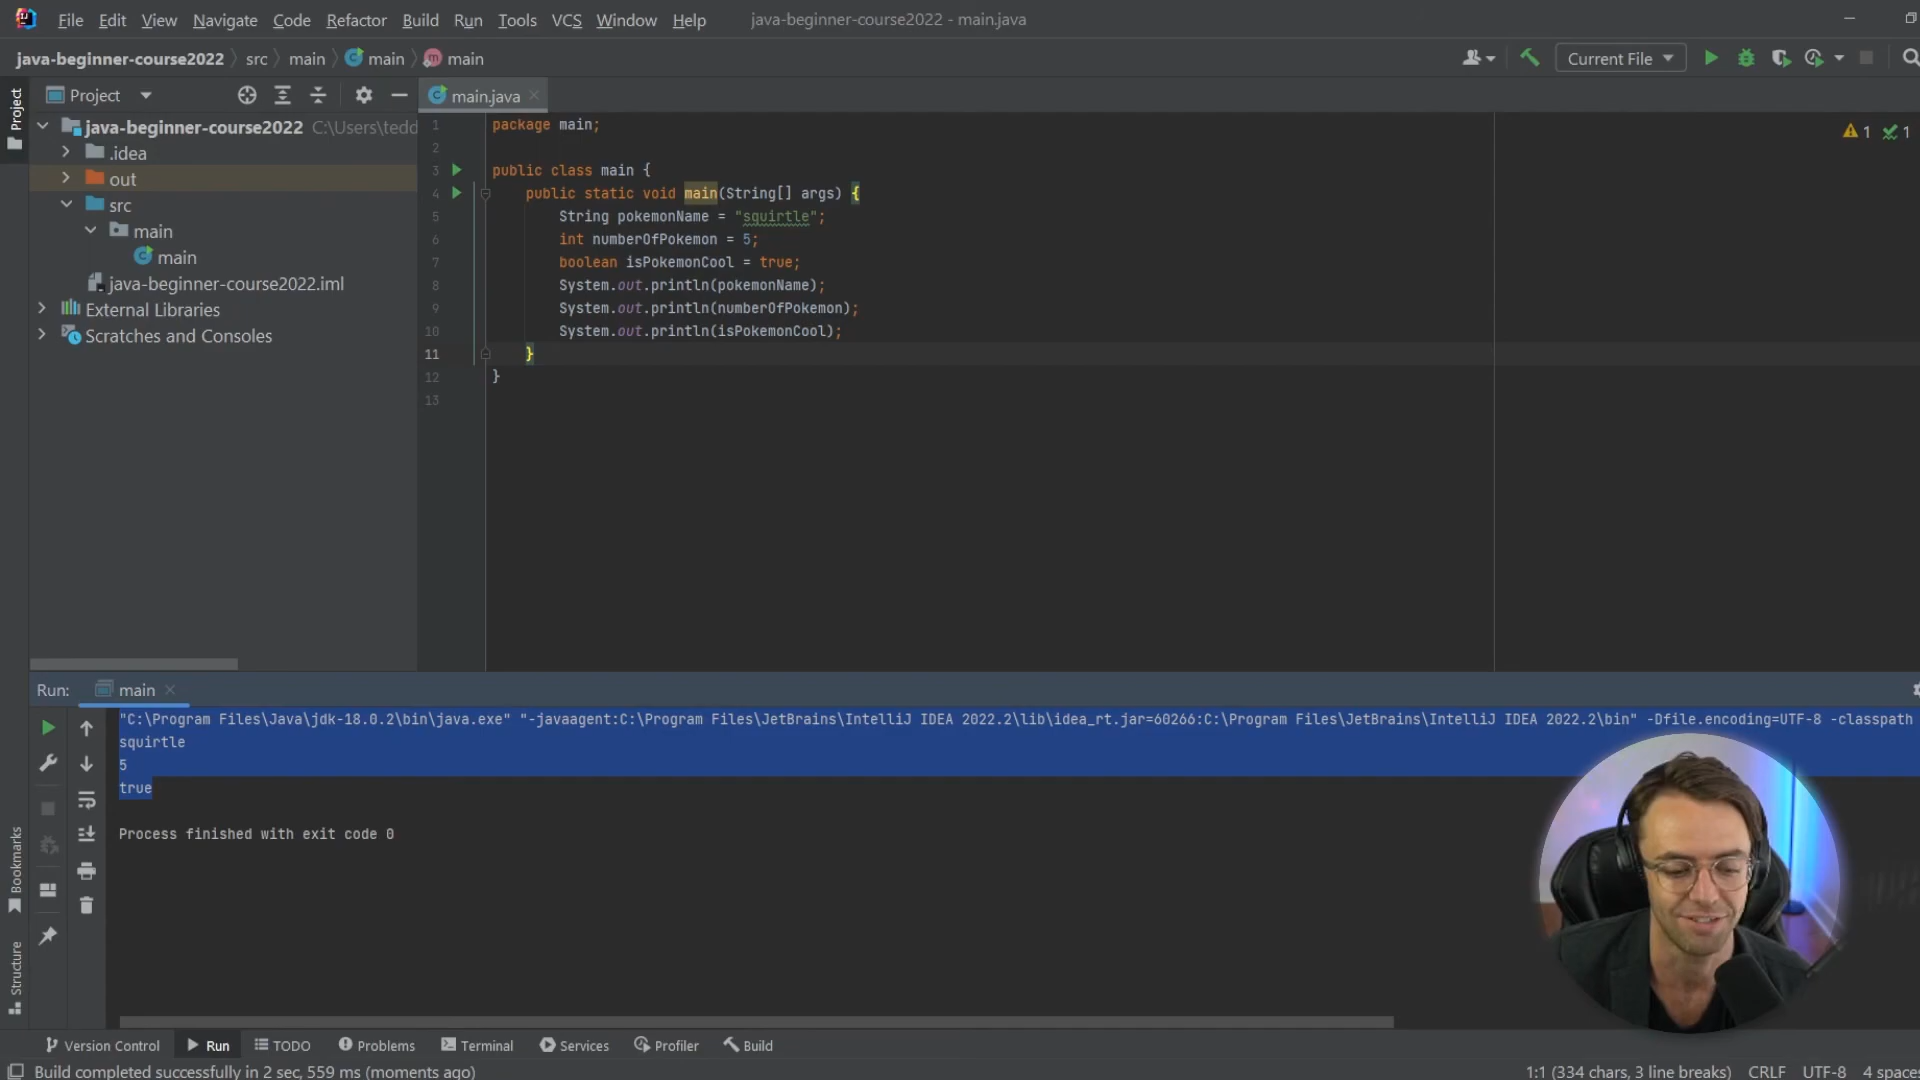 File Edit View Navigate Code Refactor Build Run Tools VCS Window Help java-beginner-course2022 - main.java
java-beginner-course2022 src main main main
Current File
Project
Project
main.java
java-beginner-course2022 C:\Users\tedd
.idea
out
src
main
main
java-beginner-course2022.iml
External Libraries
Scratches and Consoles
1 package main;
2
3 public class main {
4 public static void main(String[] args) {
5 String pokemonName = "squirtle";
6 int numberOfPokemon = 5;
7 boolean isPokemonCool = true;
8 System.out.println(pokemonName);
9 System.out.println(numberOfPokemon);
10 System.out.println(isPokemonCool);
11 }
12 }
13
1 1
Run: main
"C:\Program Files\Java\jdk-18.0.2\bin\java.exe" "-javaagent:C:\Program Files\JetBrains\IntelliJ IDEA 2022.2\lib\idea_rt.jar=60266:C:\Program Files\JetBrains\IntelliJ IDEA 2022.2\bin" -Dfile.encoding=UTF-8 -classpath
squirtle
5
true
Process finished with exit code 0
Bookmarks
Structure
Version Control Run TODO Problems Terminal Services Profiler Build
Build completed successfully in 2 sec, 559 ms (moments ago) 1:1 (334 chars, 3 line breaks) CRLF UTF-8 4 spaces